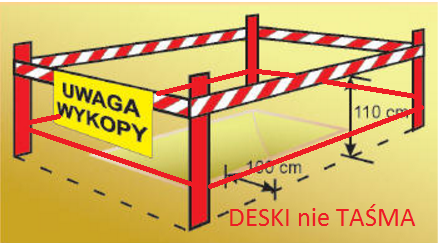 UWAGA
WYKOPY
110 cm
100 cm
DESKI nie TAŚMA